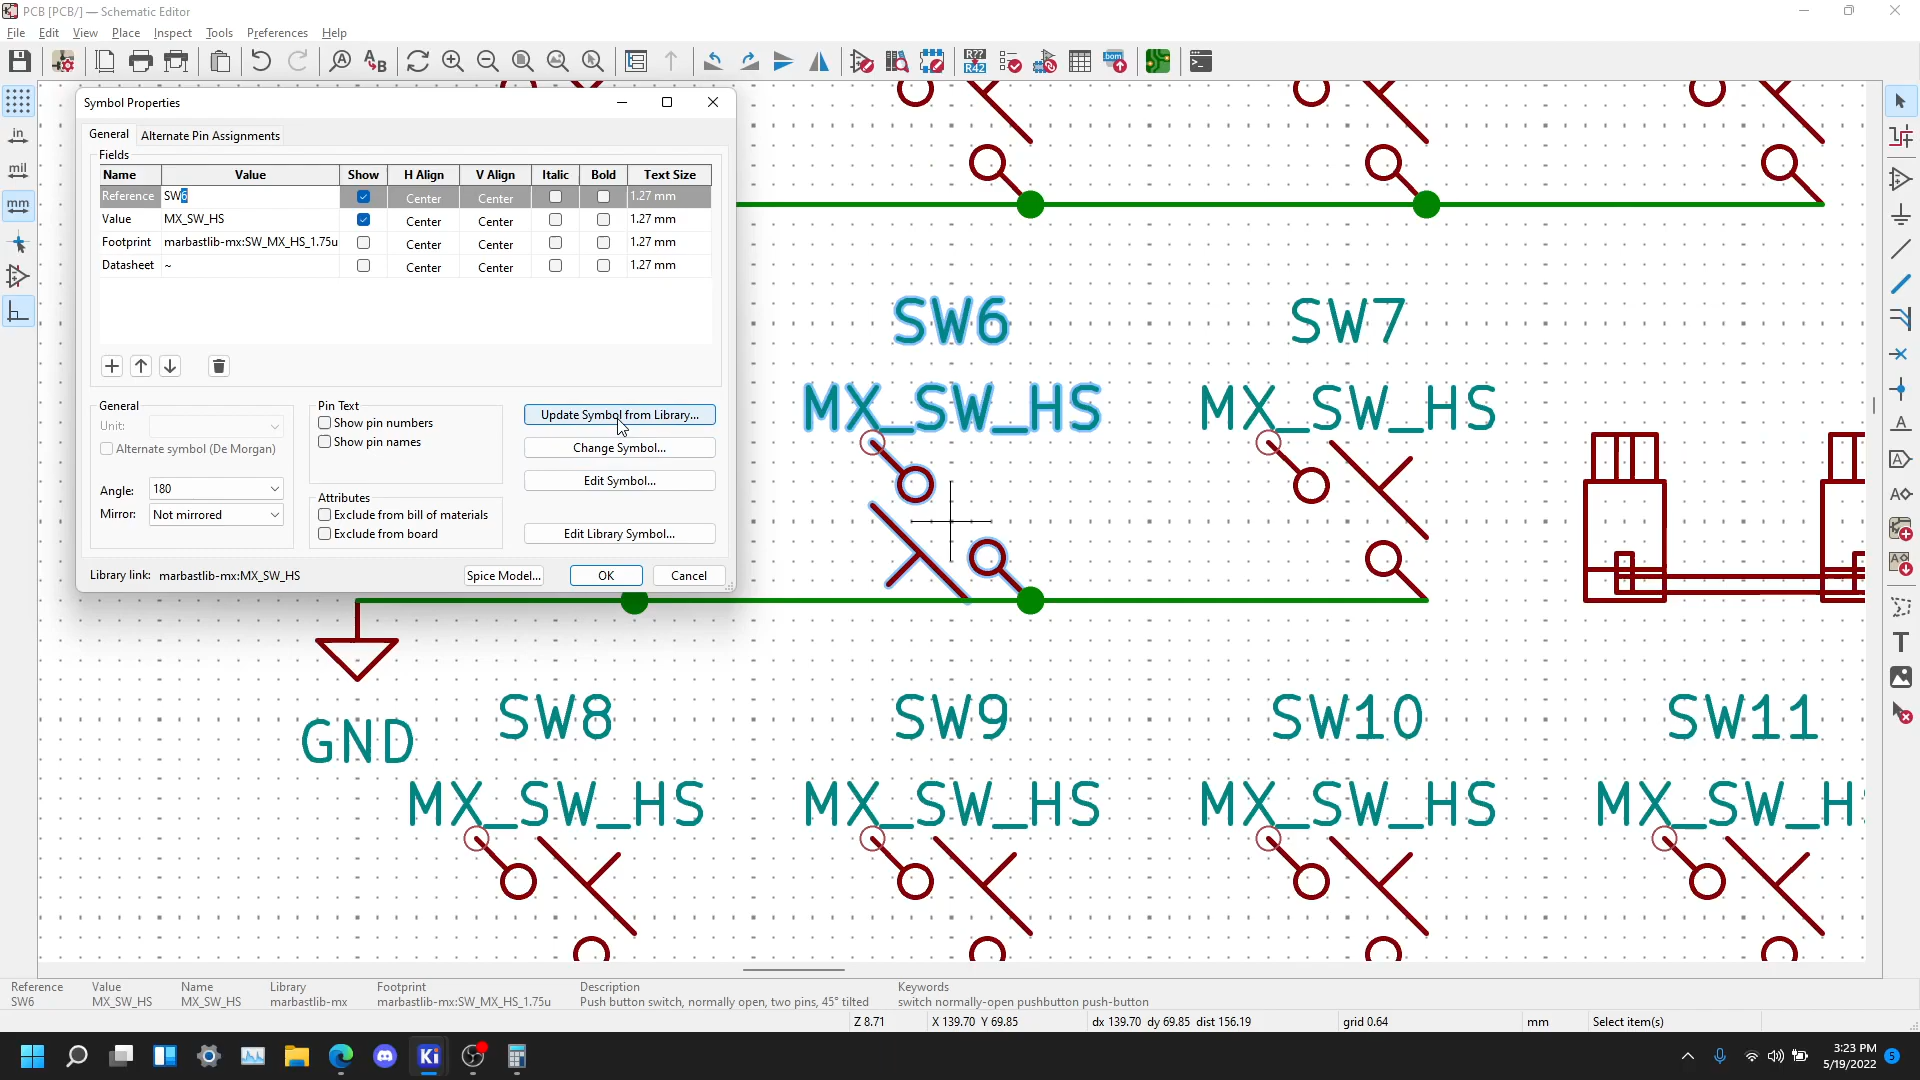 PCB [PCB/] — Schematic Editor
File Edit View Place Inspect Tools Preferences Help
Symbol Properties
General Alternate Pin Assignments
Fields
Name Value Show H Align V Align Italic Bold Text Size
Reference SW6 Center Center 1.27 mm
Value MX_SW_HS Center Center 1.27 mm
Footprint marbastlib-mx:SW_MX_HS_1.75u Center Center 1.27 mm
Datasheet ~ Center Center 1.27 mm
General
Unit:
Alternate symbol (De Morgan)
Angle: 180
Mirror: Not mirrored
Pin Text
Show pin numbers
Show pin names
Attributes
Exclude from bill of materials
Exclude from board
Update Symbol from Library...
Change Symbol...
Edit Symbol...
Edit Library Symbol...
Library link: marbastlib-mx:MX_SW_HS
Spice Model... OK Cancel
in
mil
mm
R??
R42
bom
SW6 SW7
MX_SW_HS MX_SW_HS
GND
SW8 SW9 SW10 SW11
MX_SW_HS MX_SW_HS MX_SW_HS MX_SW_H
A
A
A
A
T
Reference Value Name Library Footprint Description Keywords
SW6 MX_SW_HS MX_SW_HS marbastlib-mx marbastlib-mx:SW_MX_HS_1.75u Push button switch, normally open, two pins, 45° tilted switch normally-open pushbutton push-button
Z 8.71 X 139.70 Y 69.85 dx 139.70 dy 69.85 dist 156.19 grid 0.64 mm Select item(s)
Ki
3:23 PM
5/19/2022
5